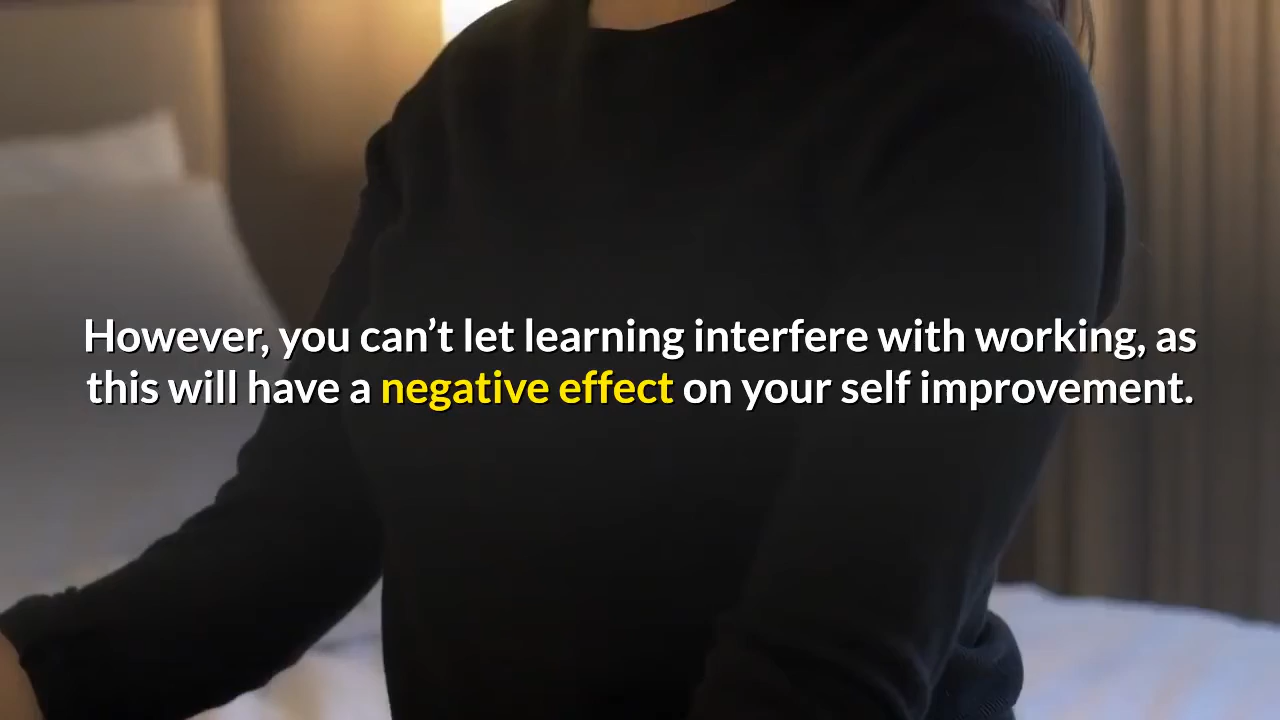 However, you can’t let learning interfere with working, as
this will have a negative effect on your self improvement.